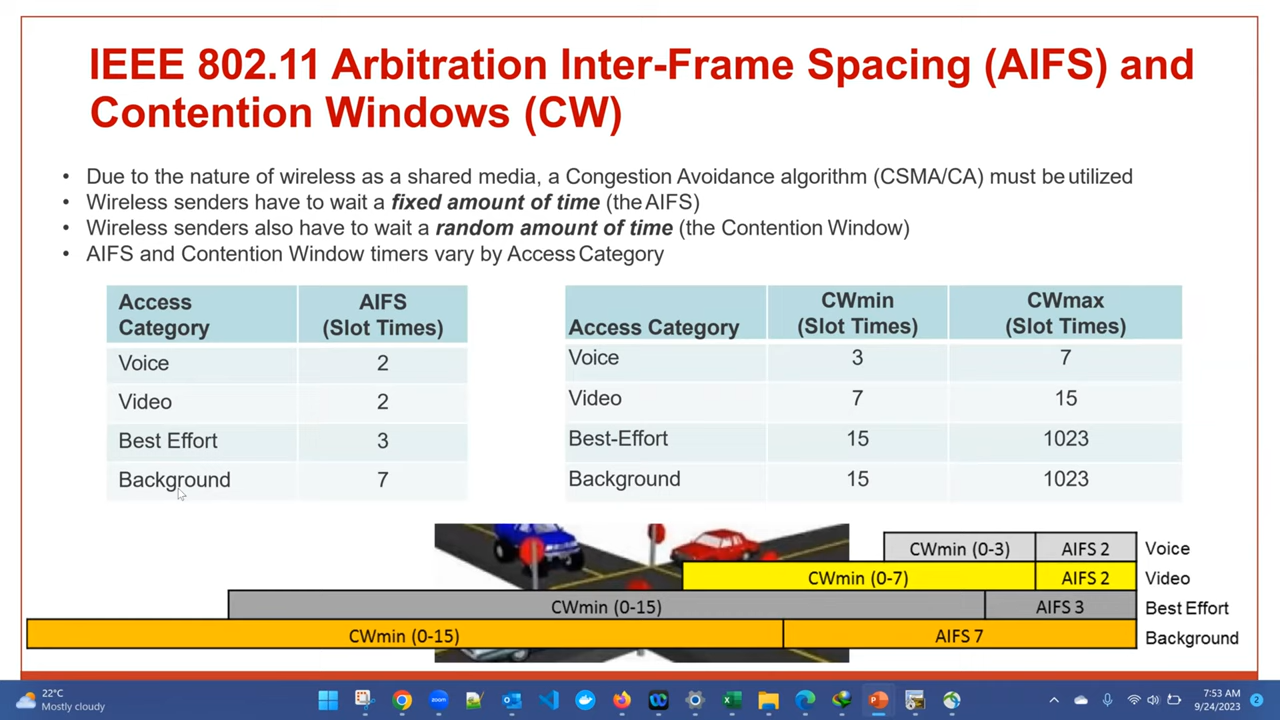 IEEE 802.11 Arbitration Inter-Frame Spacing (AIFS) and
Contention Windows (CW)
• Due to the nature of wireless as a shared media, a Congestion Avoidance algorithm (CSMA/CA) must be utilized
• Wireless senders have to wait a fixed amount of time (the AIFS)
• Wireless senders also have to wait a random amount of time (the Contention Window)
• AIFS and Contention Window timers vary by Access Category
Access Category AIFS (Slot Times)
Voice 2
Video 2
Best Effort 3
Background 7
Access Category CWmin (Slot Times) CWmax (Slot Times)
Voice 3 7
Video 7 15
Best-Effort 15 1023
Background 15 1023
CWmin (0-3) AIFS 2 Voice
CWmin (0-7) AIFS 2 Video
CWmin (0-15) AIFS 3 Best Effort
CWmin (0-15) AIFS 7 Background
22°C
Mostly cloudy
zoom
7:53 AM
9/24/2023
2